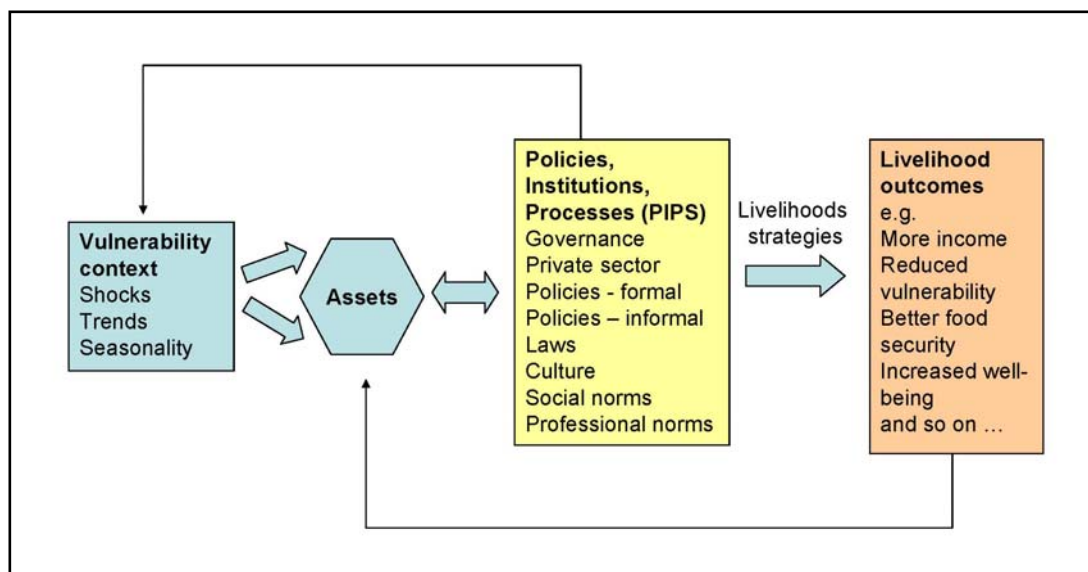 Vulnerability
context
Shocks
Trends
Seasonality
Assets
Policies,
Institutions,
Processes (PIPS)
Governance
Private sector
Policies - formal
Policies – informal
Laws
Culture
Social norms
Professional norms
Livelihoods
strategies
Livelihood
outcomes
e.g.
More income
Reduced
vulnerability
Better food
security
Increased well-
being
and so on …